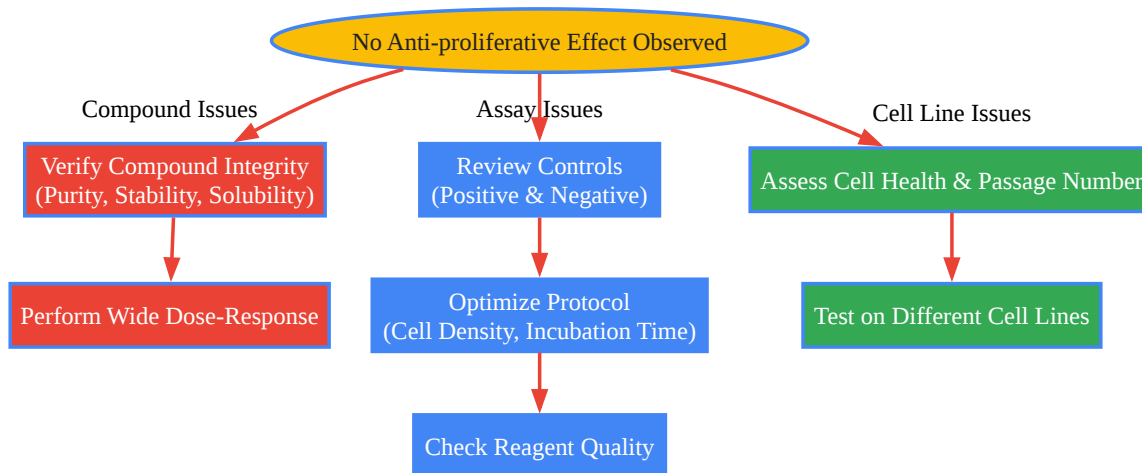 No Anti-proliferative Effect Observed
Compound Issues
Assay Issues
Cell Line Issues
Verify Compound Integrity
(Purity, Stability, Solubility)
Review Controls
(Positive & Negative)
Assess Cell Health & Passage Number
Perform Wide Dose-Response
Optimize Protocol
(Cell Density, Incubation Time)
Test on Different Cell Lines
Check Reagent Quality